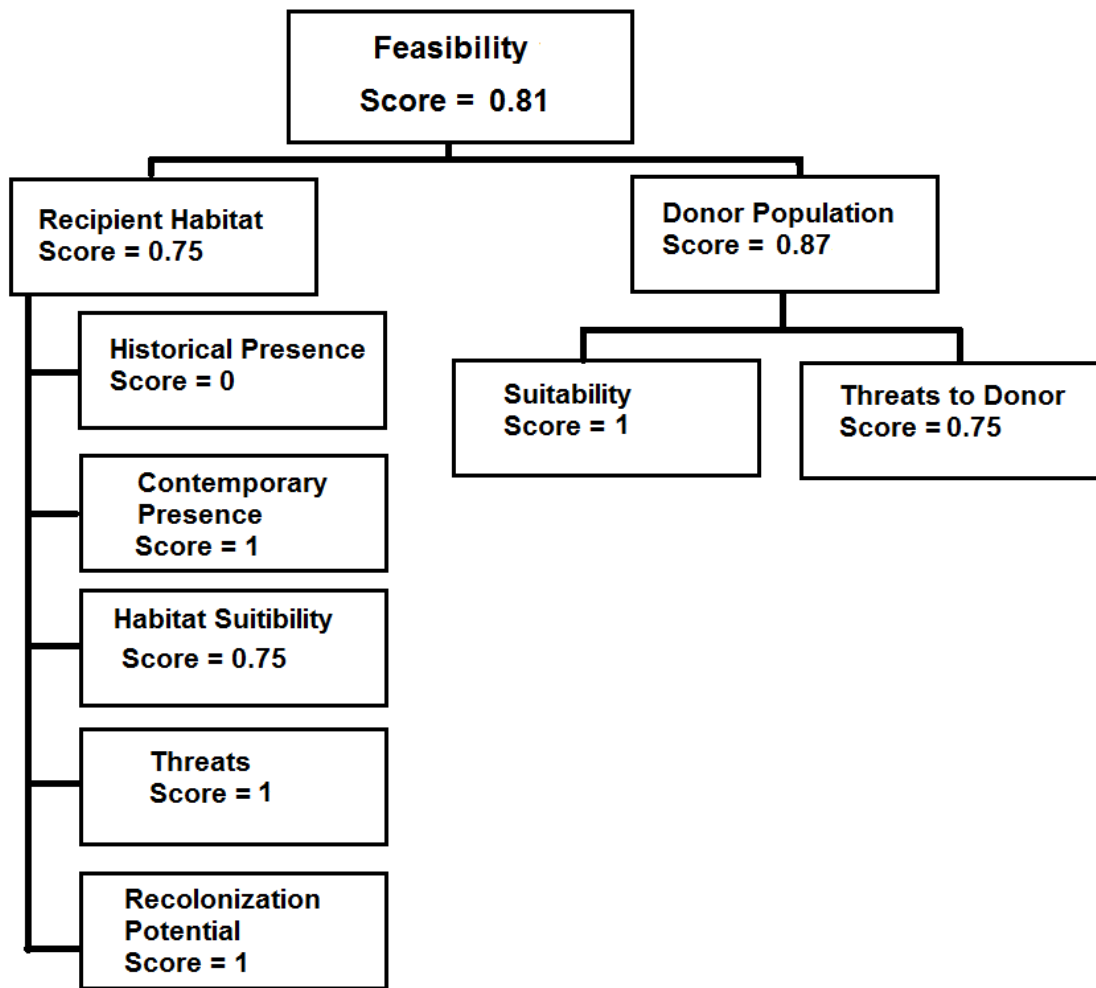 Feasibility
Score = 0.81
Recipient Habitat
Score = 0.75
Donor Population
Score = 0.87
Historical Presence
Score = 0
Contemporary
Presence
Score = 1
Habitat Suitibility
Score = 0.75
Threats
Score = 1
Recolonization
Potential
Score = 1
Suitability
Score = 1
Threats to Donor
Score = 0.75